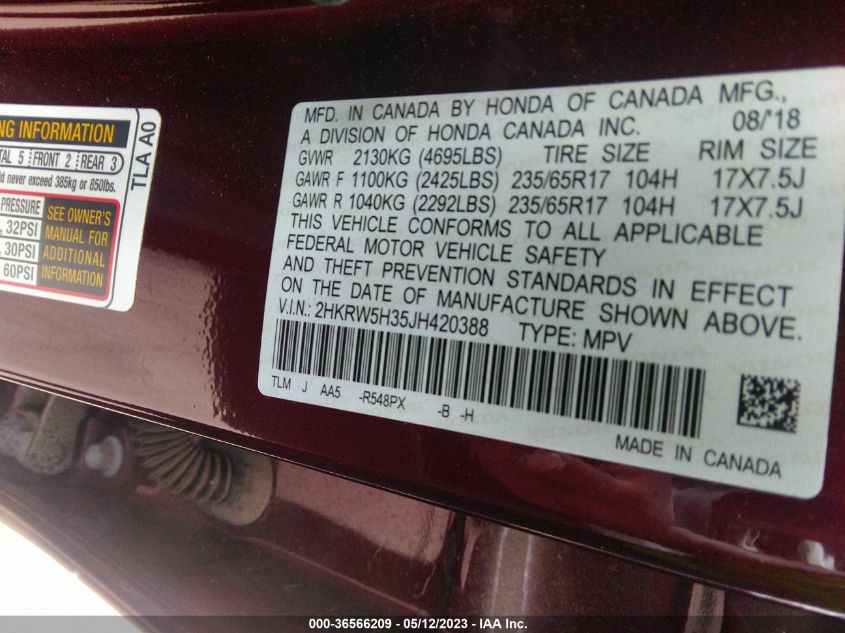 NG INFORMATION
TAL 5 FRONT 2 REAR 3
ld never exceed 385kg or 850lbs.
PRESSURE
, 32PSI
, 30PSI
, 60PSI
SEE OWNER'S
MANUAL FOR
ADDITIONAL
INFORMATION
TLA A0
MFD. IN CANADA BY HONDA OF CANADA MFG.,
A DIVISION OF HONDA CANADA INC. 08/'18
GVWR 2130KG (4695LBS) TIRE SIZE RIM SIZE
GAWR F 1100KG (2425LBS) 235/65R17 104H 17X7.5J
GAWR R 1040KG (2292LBS) 235/65R17 104H 17X7.5J
THIS VEHICLE CONFORMS TO ALL APPLICABLE
FEDERAL MOTOR VEHICLE SAFETY
AND THEFT PREVENTION STANDARDS IN EFFECT
ON THE DATE OF MANUFACTURE SHOWN ABOVE.
V.I.N.: 2HKRW5H35JH420388 TYPE: MPV
TLM J AA5 -R548PX -B -H
MADE IN CANADA
000-36566209 - 05/12/2023 - IAA Inc.